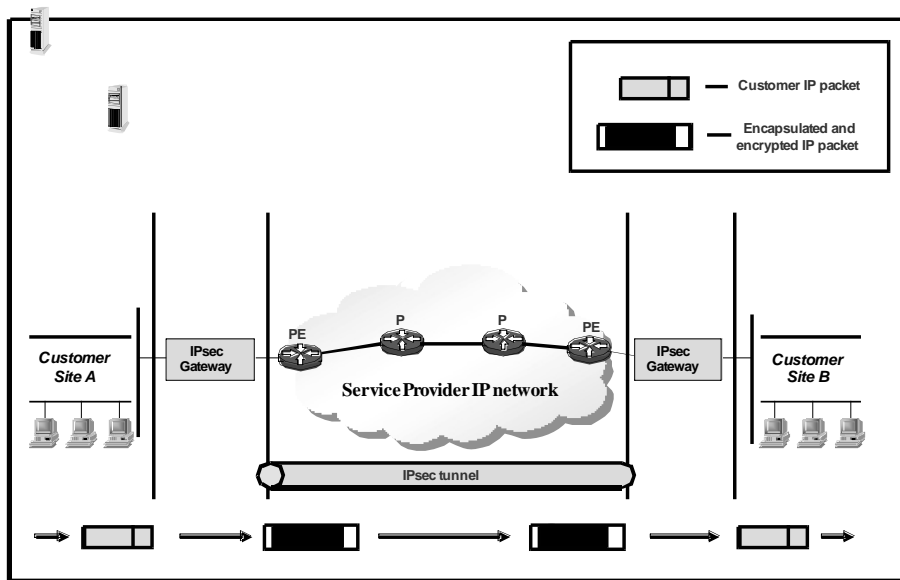 Customer IP packet
Encapsulated and
encrypted IP packet
PE
P
P
PE
Customer
Site A
IPsec
Gateway
Service Provider IP network
IPsec
Gateway
Customer
Site B
IPsec tunnel